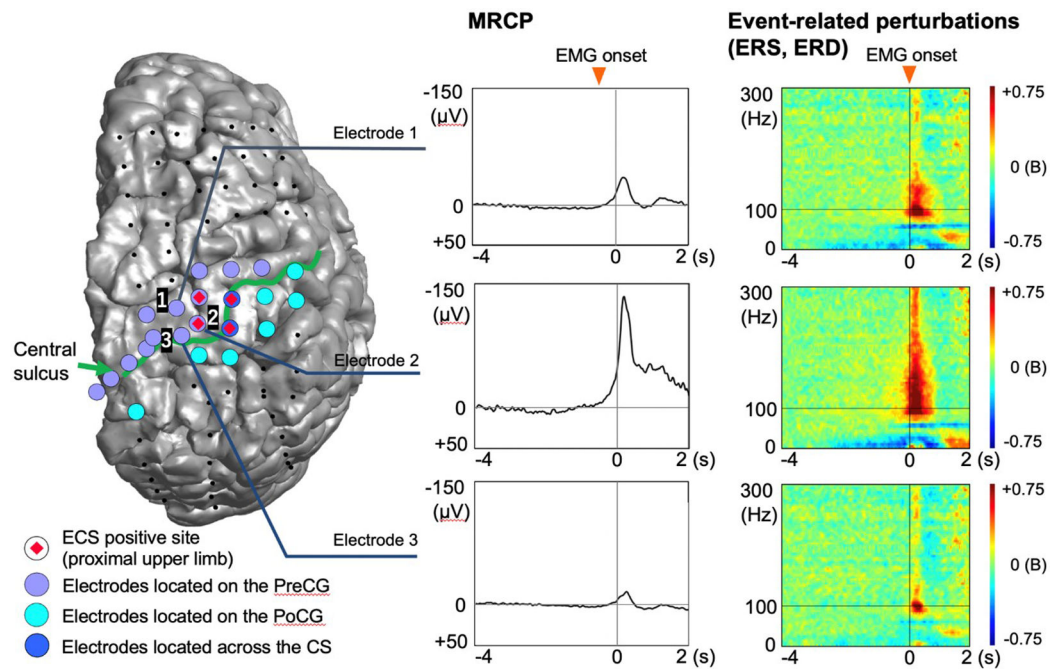 MRCP
Event-related perturbations
(ERS, ERD)
EMG onset
EMG onset
Electrode 1
-150
(µV)
0
+50
-4
0
2 (s)
300
(Hz)
100
0
-4
0
2 (s)
+0.75
0 (B)
-0.75
1
2
3
Central
sulcus
Electrode 2
-150
(µV)
0
+50
-4
0
2 (s)
300
(Hz)
100
0
-4
0
2 (s)
+0.75
0 (B)
-0.75
Electrode 3
-150
(µV)
0
+50
-4
0
2 (s)
300
(Hz)
100
0
-4
0
2 (s)
+0.75
0 (B)
-0.75
ECS positive site
(proximal upper limb)
Electrodes located on the PreCG
Electrodes located on the PoCG
Electrodes located across the CS